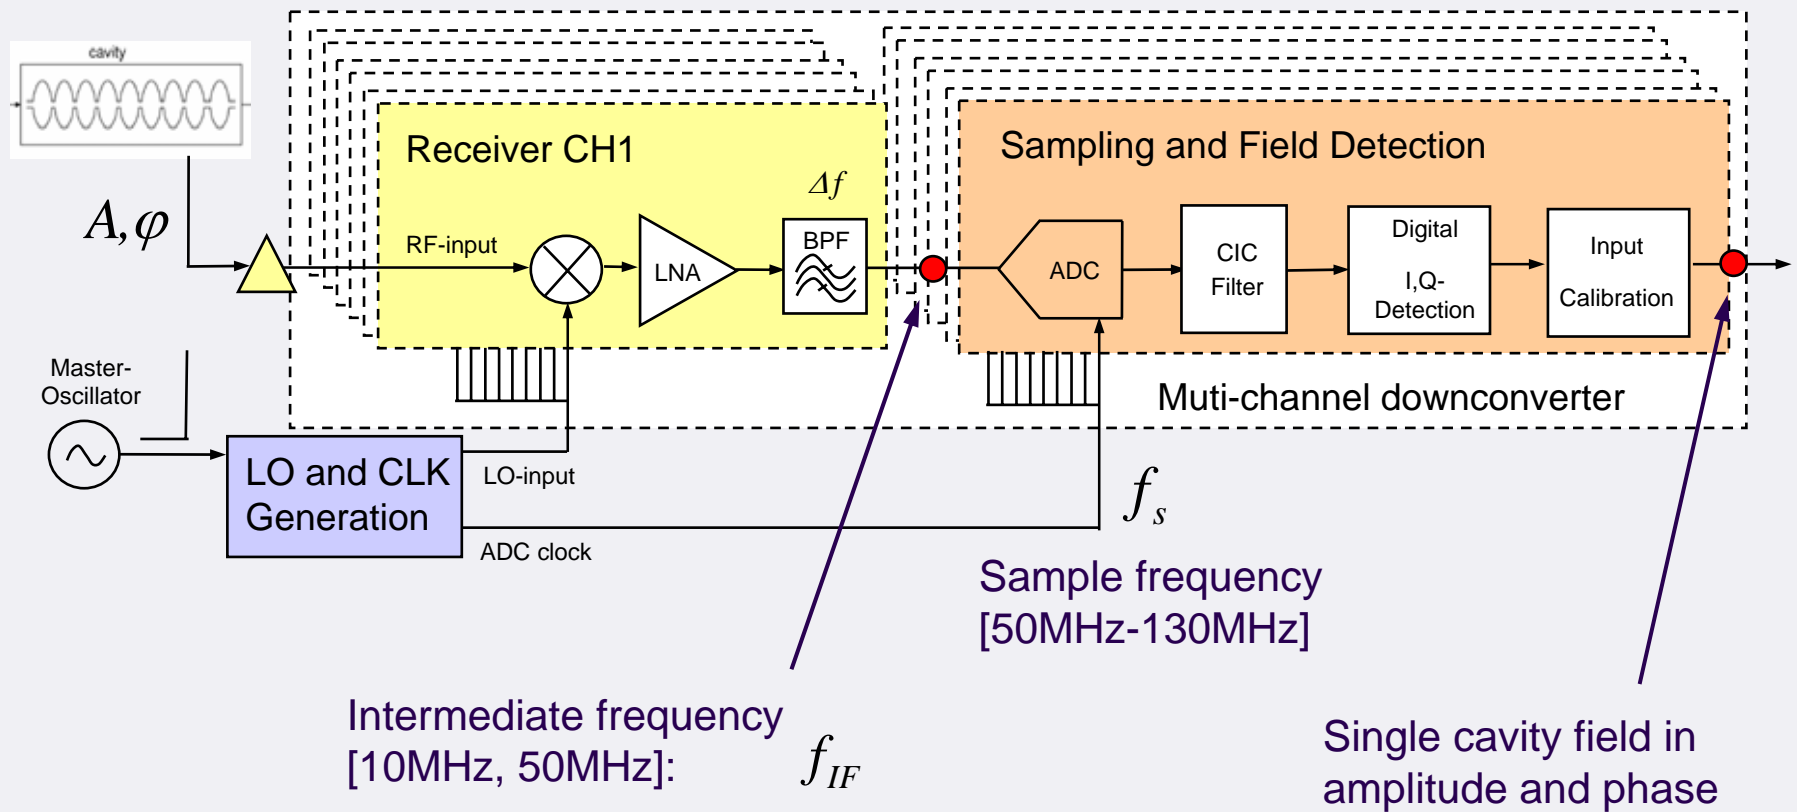 cavity
Receiver CH1
Sampling and Field Detection
Δf
A,φ
RF-input
LNA
BPF
ADC
CIC
Filter
Digital
I,Q-
Detection
Input
Calibration
Master-
Oscillator
Muti-channel downconverter
LO and CLK
Generation
LO-input
ADC clock
fs
Sample frequency
[50MHz-130MHz]
Intermediate frequency
[10MHz, 50MHz]: fIF
Single cavity field in
amplitude and phase